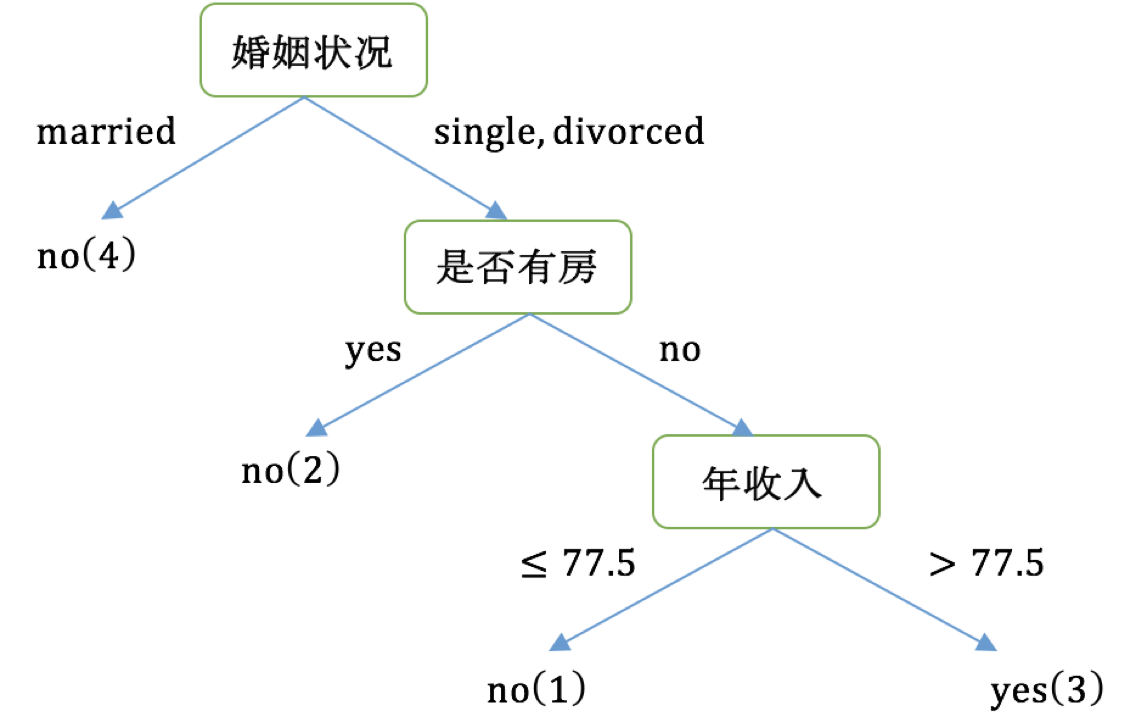 婚姻状况
married
single, divorced
no(4)
是否有房
yes
no
no(2)
年收入
≤ 77.5
> 77.5
no(1)
yes(3)